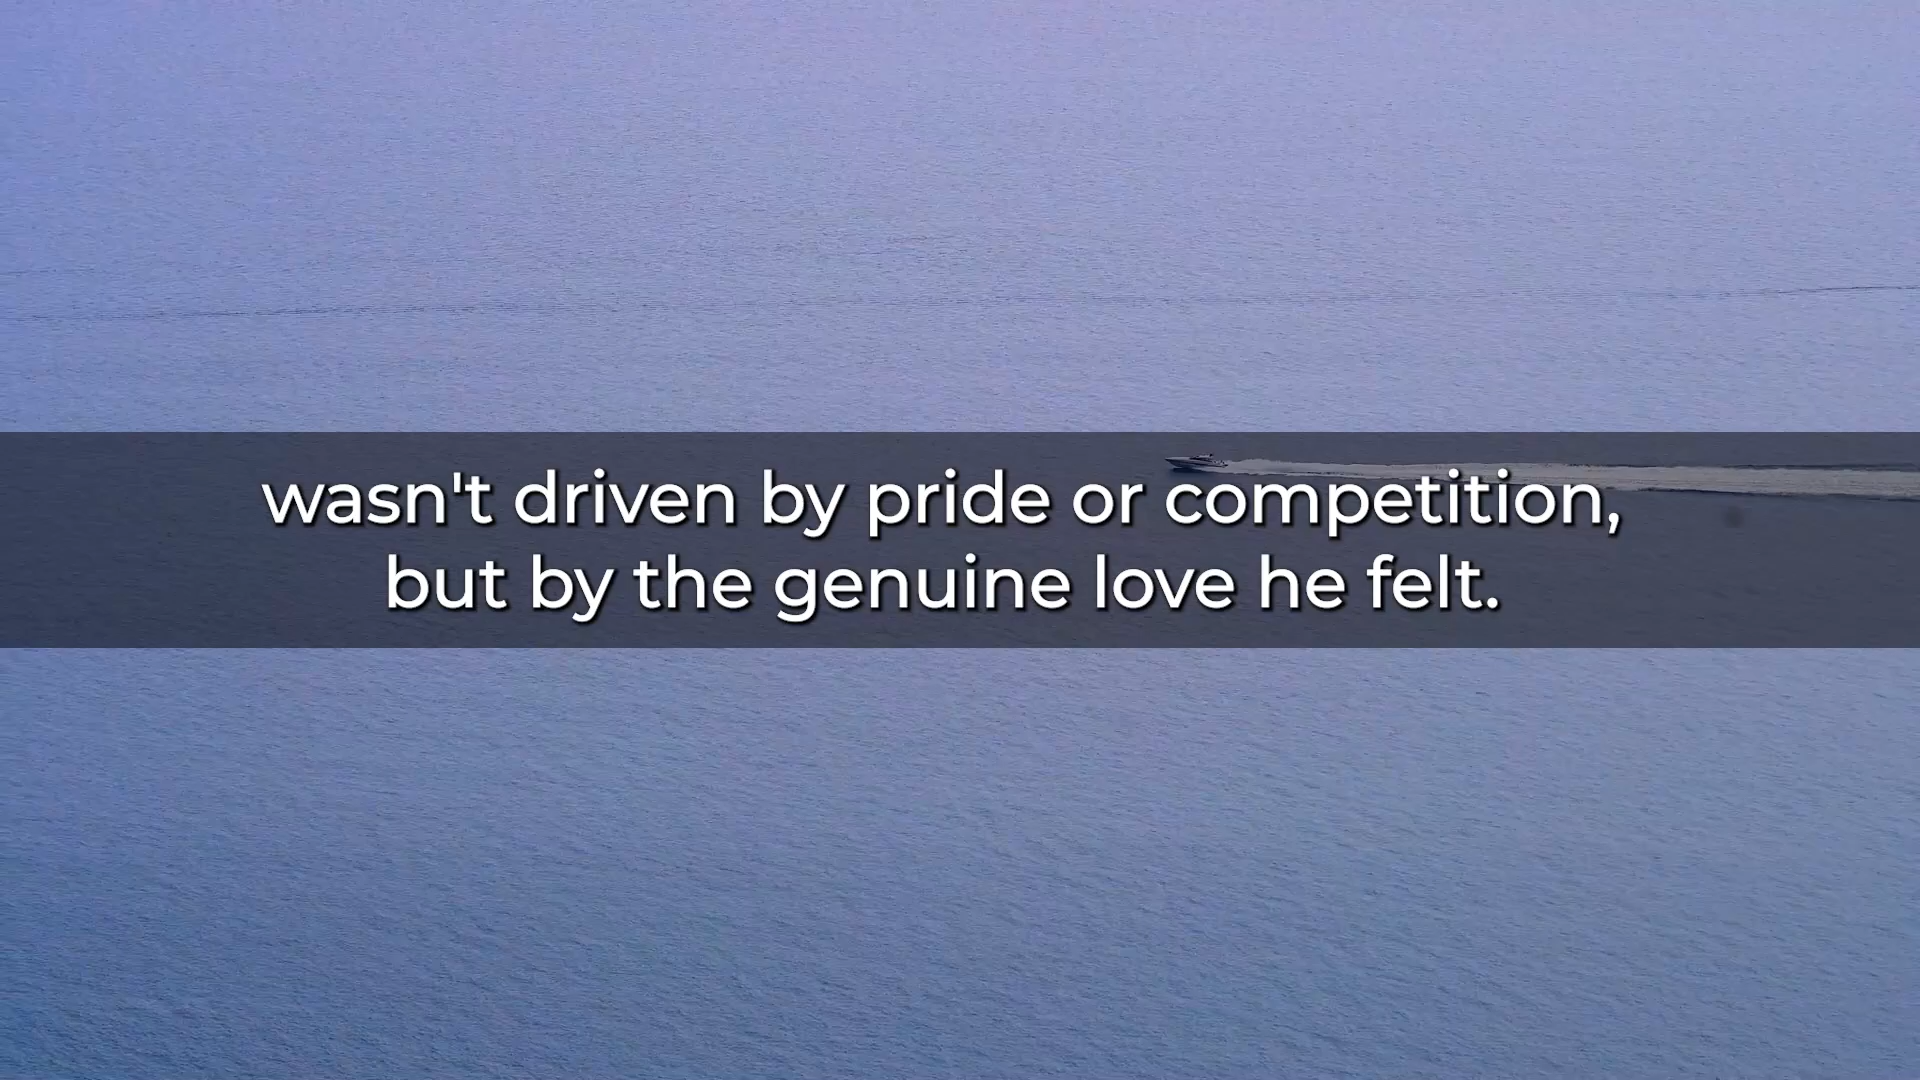 wasn't driven by pride or competition,
but by the genuine love he felt.